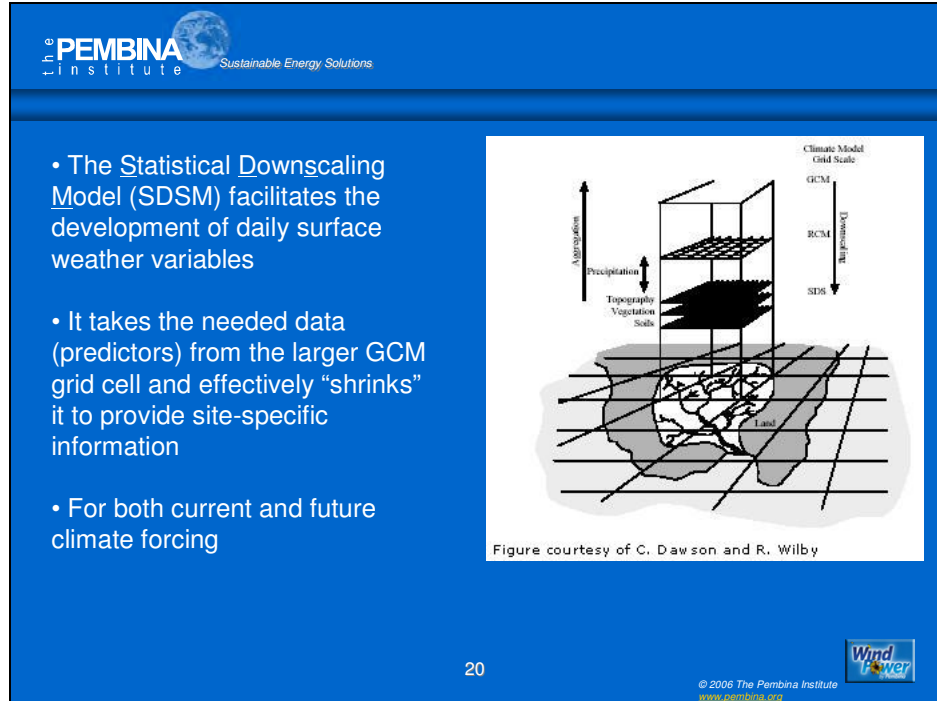 the
PEMBINA
institute
Sustainable Energy Solutions
• The Statistical Downscaling
Model (SDSM) facilitates the
development of daily surface
weather variables
• It takes the needed data
(predictors) from the larger GCM
grid cell and effectively “shrinks”
it to provide site-specific
information
• For both current and future
climate forcing
Climate Model
Grid Scale
GCM
Aggregation
Downscaling
RCM
Precipitation
SDS
Topography
Vegetation
Soils
Land
Figure courtesy of C. Dawson and R. Wilby
20
Wind
Power
© 2006 The Pembina Institute
www.pembina.org